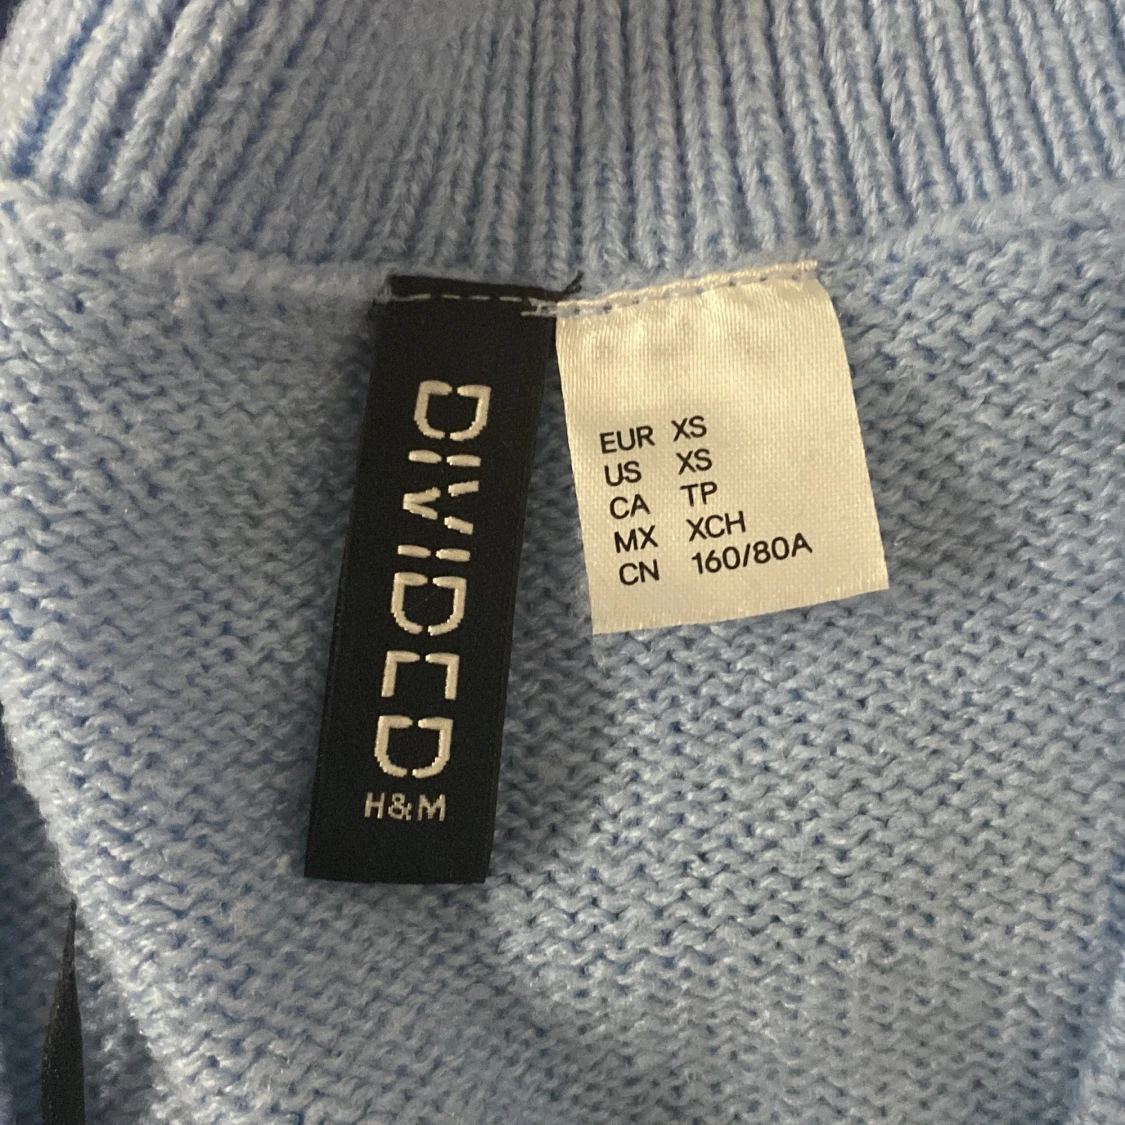 DIVIDED
H&M
EUR XS
US XS
CA TP
MX XCH
CN 160/80A